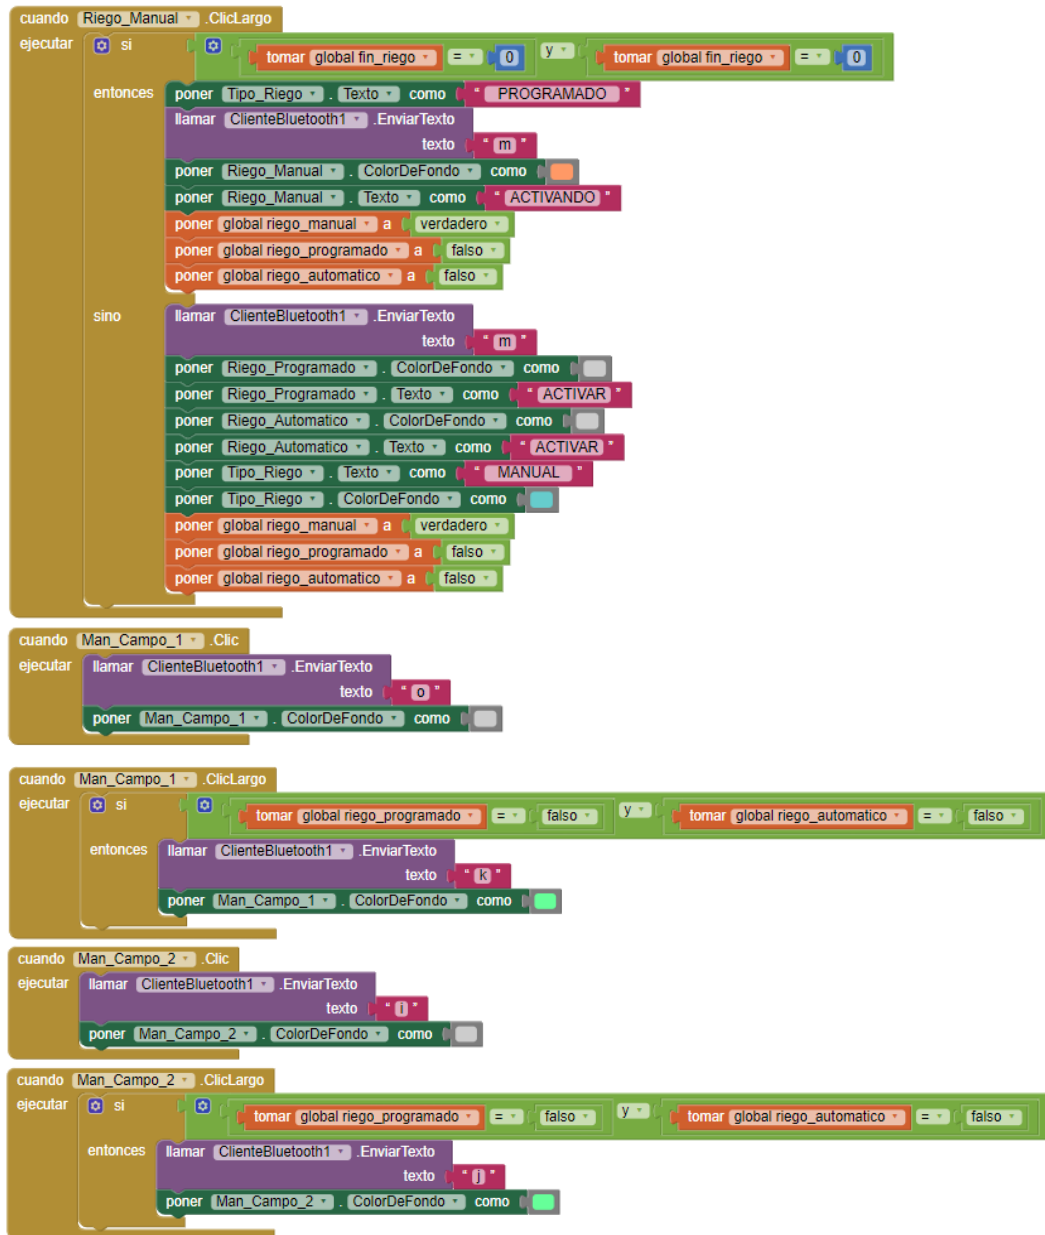 cuando Riego_Manual .ClicLargo
ejecutar si tomar global fin_riego = 0 y tomar global fin_riego = 0
entonces poner Tipo_Riego . Texto como " PROGRAMADO "
llamar ClienteBluetooth1 .EnviarTexto
texto " m "
poner Riego_Manual . ColorDeFondo como
poner Riego_Manual . Texto como " ACTIVANDO "
poner global riego_manual a verdadero
poner global riego_programado a falso
poner global riego_automatico a falso
sino llamar ClienteBluetooth1 .EnviarTexto
texto " m "
poner Riego_Programado . ColorDeFondo como
poner Riego_Programado . Texto como " ACTIVAR "
poner Riego_Automatico . ColorDeFondo como
poner Riego_Automatico . Texto como " ACTIVAR "
poner Tipo_Riego . Texto como " MANUAL "
poner Tipo_Riego . ColorDeFondo como
poner global riego_manual a verdadero
poner global riego_programado a falso
poner global riego_automatico a falso
cuando Man_Campo_1 .Clic
ejecutar llamar ClienteBluetooth1 .EnviarTexto
texto " o "
poner Man_Campo_1 . ColorDeFondo como
cuando Man_Campo_1 .ClicLargo
ejecutar si tomar global riego_programado = falso y tomar global riego_automatico = falso
entonces llamar ClienteBluetooth1 .EnviarTexto
texto " k "
poner Man_Campo_1 . ColorDeFondo como
cuando Man_Campo_2 .Clic
ejecutar llamar ClienteBluetooth1 .EnviarTexto
texto " i "
poner Man_Campo_2 . ColorDeFondo como
cuando Man_Campo_2 .ClicLargo
ejecutar si tomar global riego_programado = falso y tomar global riego_automatico = falso
entonces llamar ClienteBluetooth1 .EnviarTexto
texto " j "
poner Man_Campo_2 . ColorDeFondo como